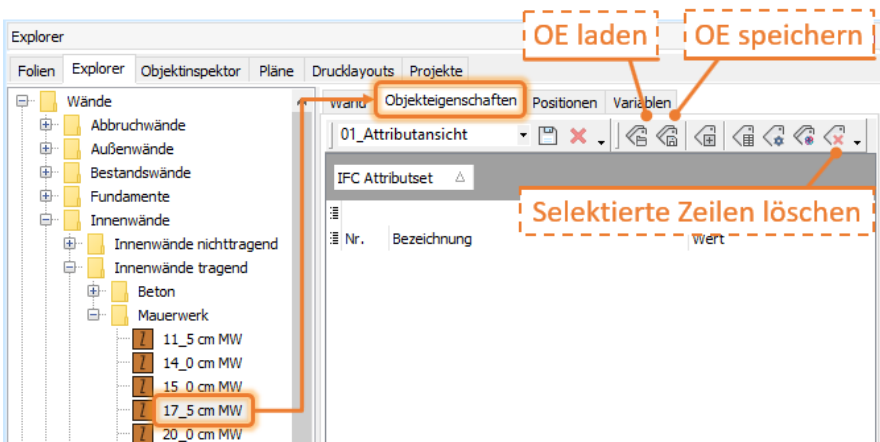 OE laden
OE speichern
Explorer
Folien Explorer Objektinspektor Pläne Drucklayouts Projekte
Wände
Wand Objekteigenschaften Positionen Variablen
Abbruchwände
01_Attributansicht
Außenwände
Bestandswände
IFC Attributset
Fundamente
Innenwände
Selektierte Zeilen löschen
Innenwände nichttragend
Nr. Bezeichnung Wert
Innenwände tragend
Beton
Mauerwerk
11_5 cm MW
14_0 cm MW
15_0 cm MW
17_5 cm MW
20_0 cm MW